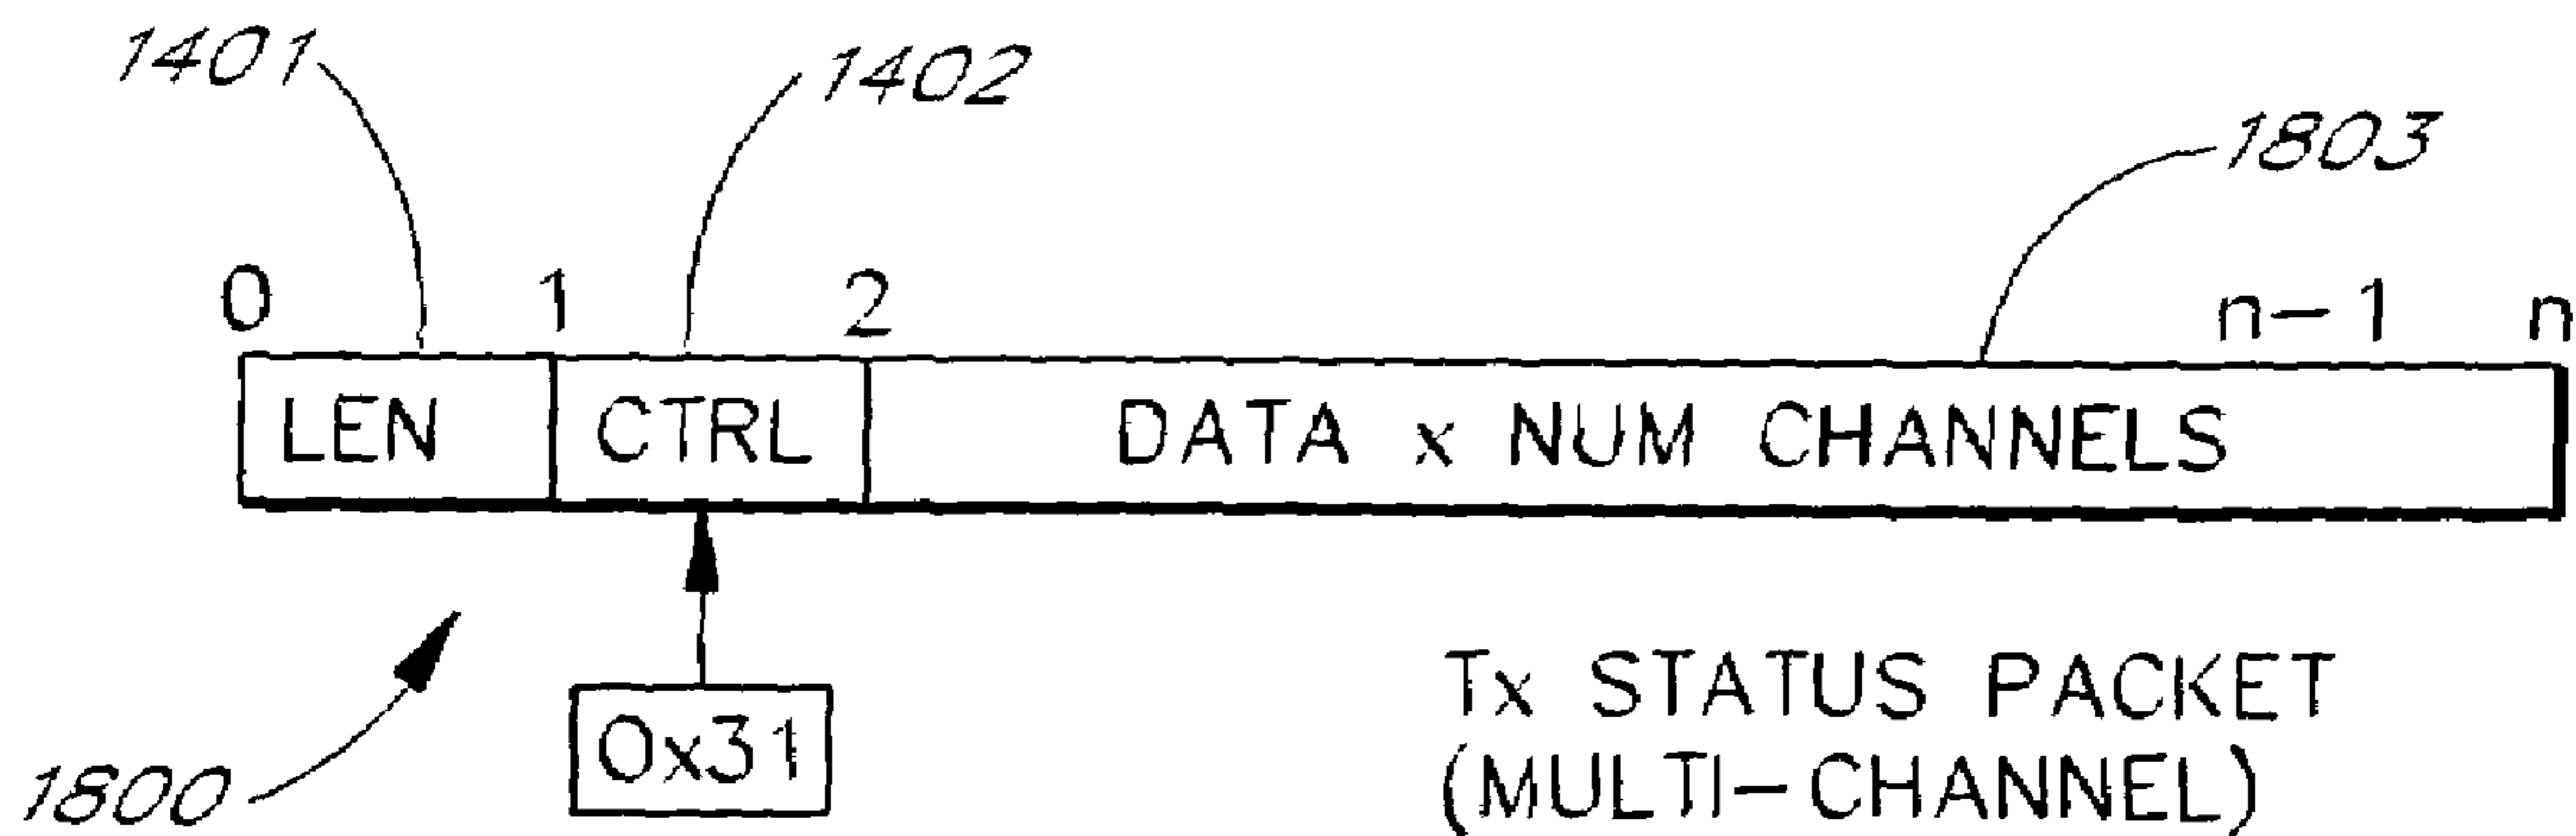 1401
1402
1803
0 1 2 n-1 n
LEN CTRL DATA x NUM CHANNELS
1800
0x31
Tx STATUS PACKET
(MULTI-CHANNEL)